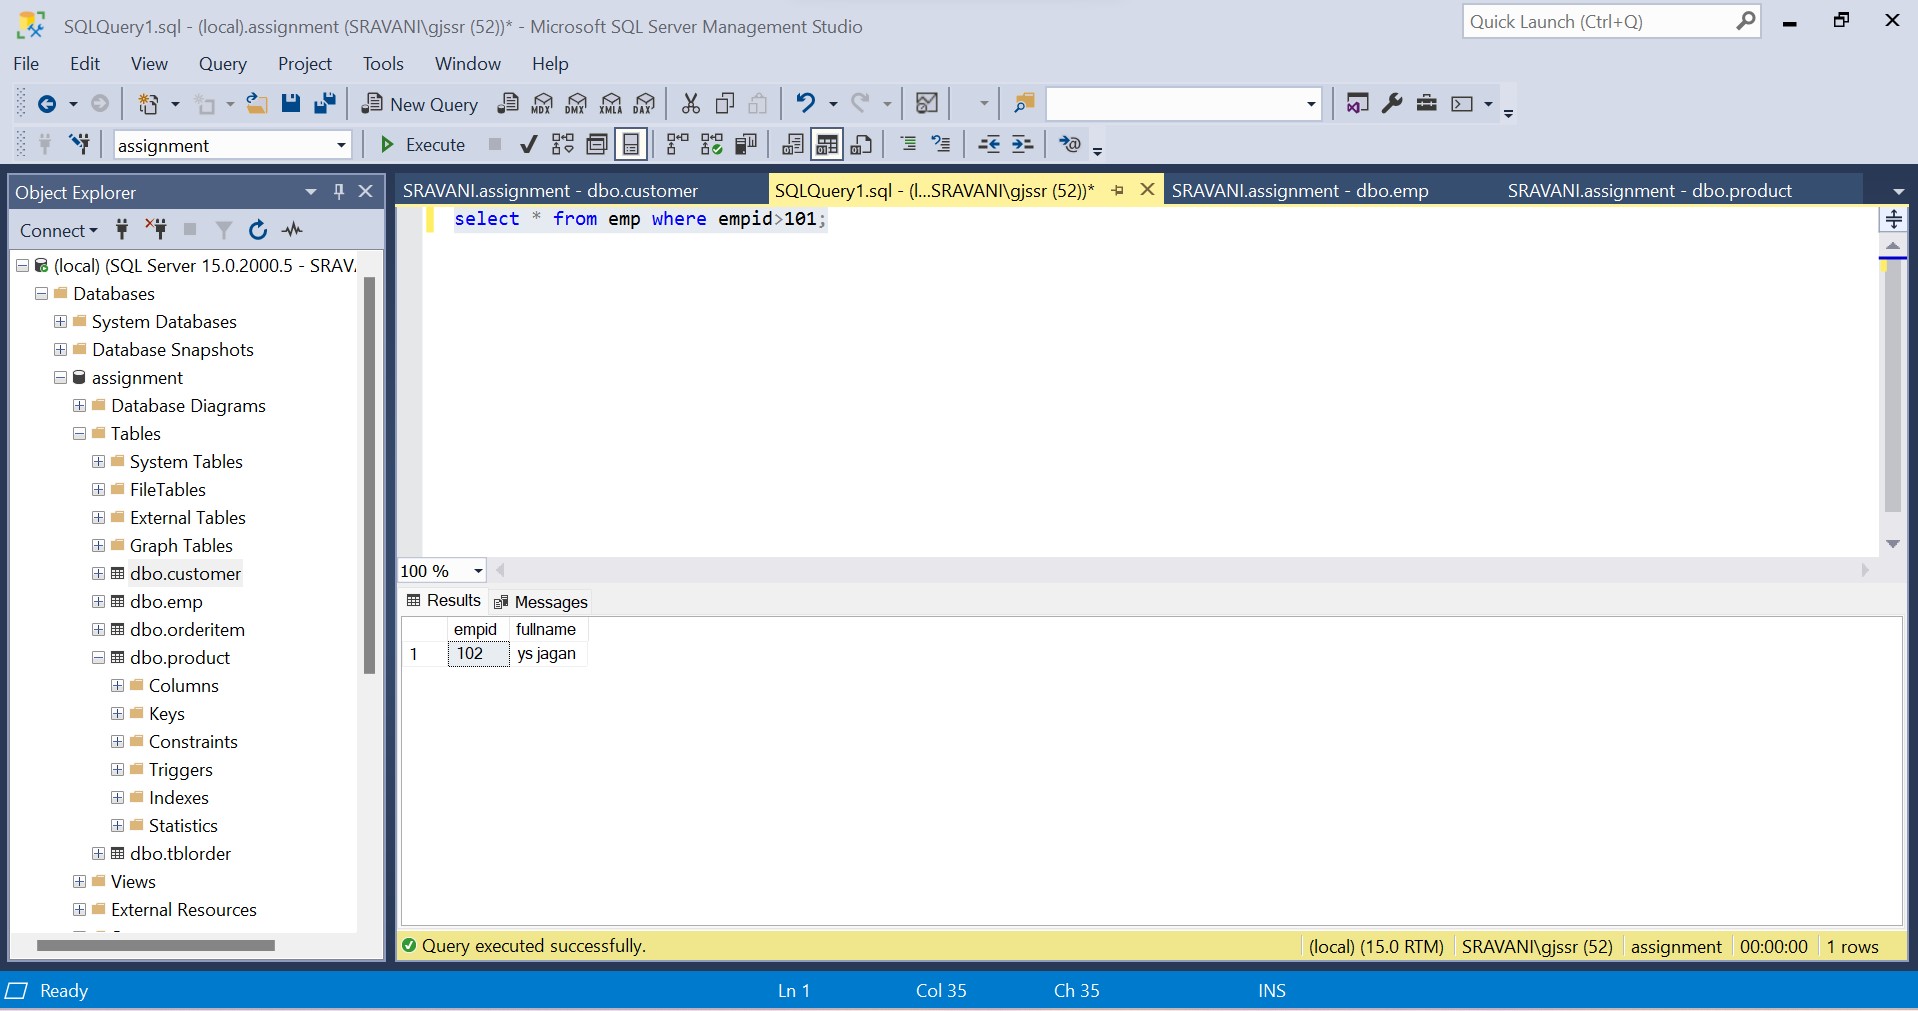 SQLQuery1.sql - (local).assignment (SRAVANI\gjssr (52))* - Microsoft SQL Server Management Studio
Quick Launch (Ctrl+Q)
File Edit View Query Project Tools Window Help
New Query MDX DMX XMLA DAX
assignment Execute
Object Explorer
SRAVANI.assignment - dbo.customer SQLQuery1.sql - (l...SRAVANI\gjssr (52))* SRAVANI.assignment - dbo.emp SRAVANI.assignment - dbo.product
Connect
(local) (SQL Server 15.0.2000.5 - SRAV
Databases
System Databases
Database Snapshots
assignment
Database Diagrams
Tables
System Tables
FileTables
External Tables
Graph Tables
dbo.customer
dbo.emp
dbo.orderitem
dbo.product
Columns
Keys
Constraints
Triggers
Indexes
Statistics
dbo.tblorder
Views
External Resources
select * from emp where empid>101;
100 %
Results Messages
empid fullname
1 102 ys jagan
Query executed successfully. (local) (15.0 RTM) SRAVANI\gjssr (52) assignment 00:00:00 1 rows
Ready Ln 1 Col 35 Ch 35 INS